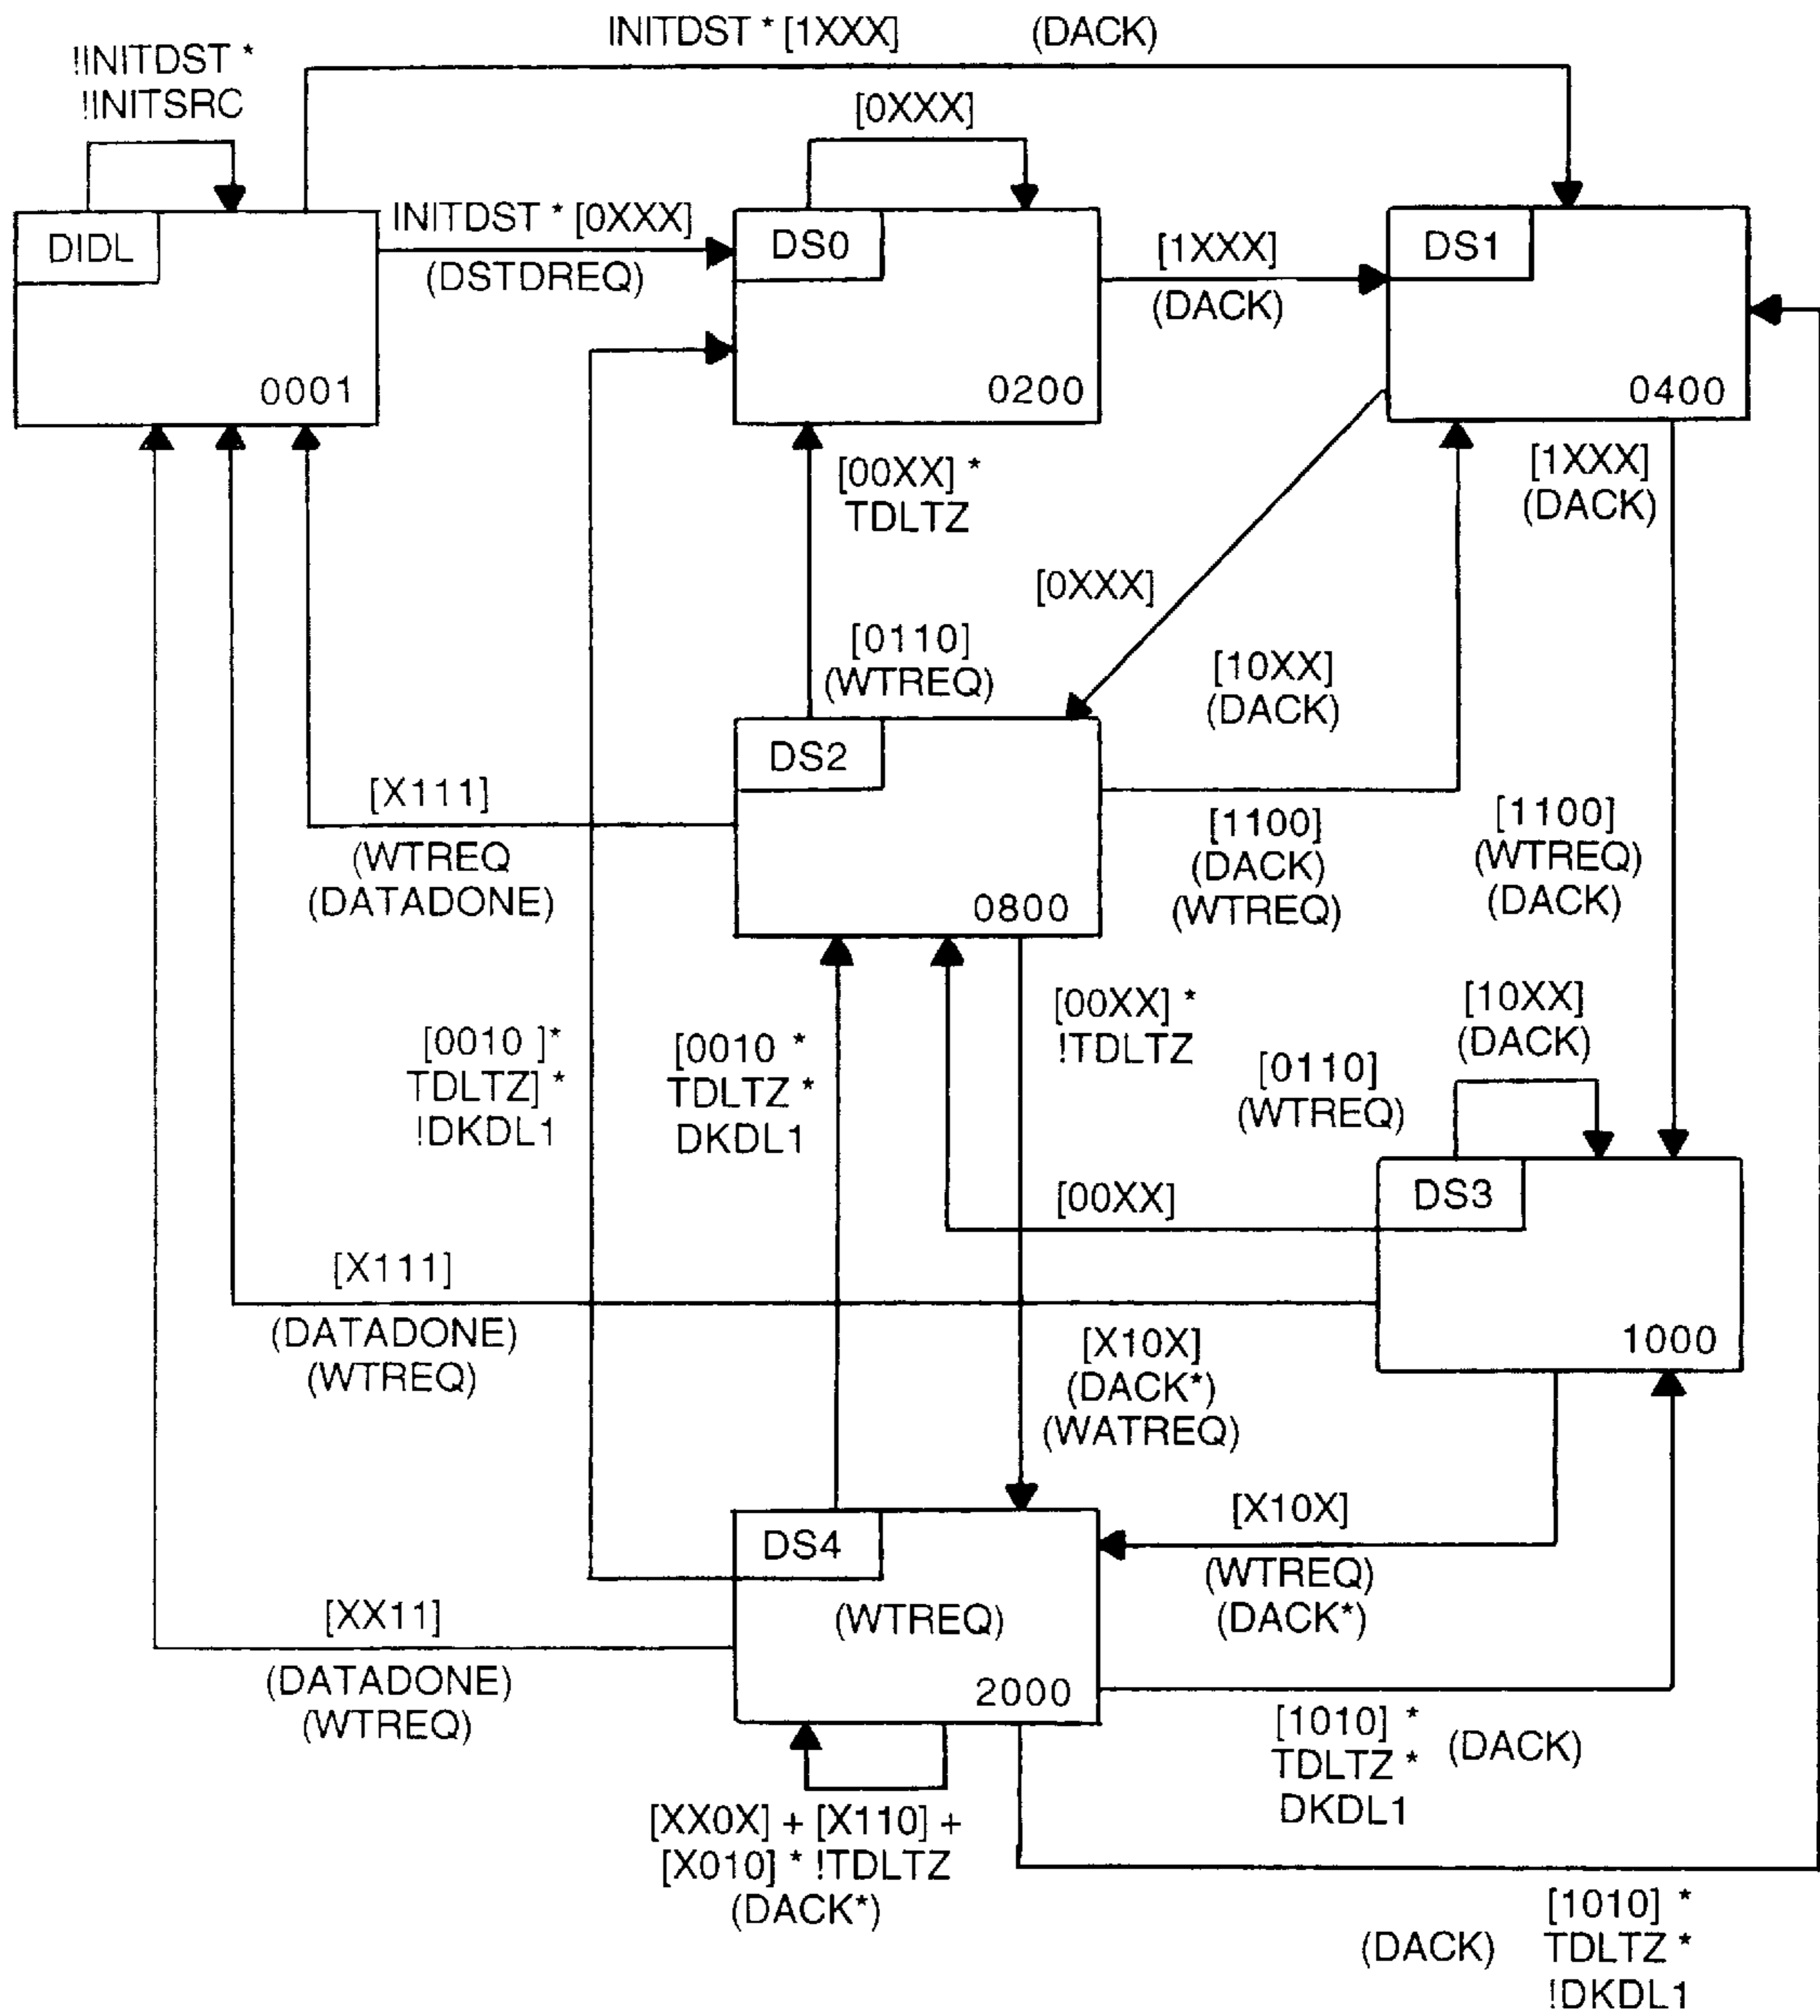 INITDST * [1XXX] (DACK)
!INITDST *
!INITSRC
[0XXX]
DIDL
0001
INITDST * [0XXX]
(DSTDREQ)
DS0
0200
[1XXX]
(DACK)
DS1
0400
[00XX] *
TDLTZ
[1XXX]
(DACK)
[0XXX]
[0110]
(WTREQ)
[10XX]
(DACK)
DS2
0800
[X111]
(WTREQ
(DATADONE)
[1100]
(DACK)
(WTREQ)
[1100]
(WTREQ)
(DACK)
[0010 ]*
TDLTZ] *
!DKDL1
[0010 *
TDLTZ *
DKDL1
[00XX] *
!TDLTZ
[10XX]
(DACK)
[0110]
(WTREQ)
DS3
1000
[00XX]
[X111]
(DATADONE)
(WTREQ)
[X10X]
(DACK*)
(WATREQ)
[X10X]
(WTREQ)
(DACK*)
DS4
(WTREQ)
2000
[XX11]
(DATADONE)
(WTREQ)
[1010] *
TDLTZ * (DACK)
DKDL1
[XX0X] + [X110] +
[X010] * !TDLTZ
(DACK*)
[1010] *
(DACK) TDLTZ *
!DKDL1